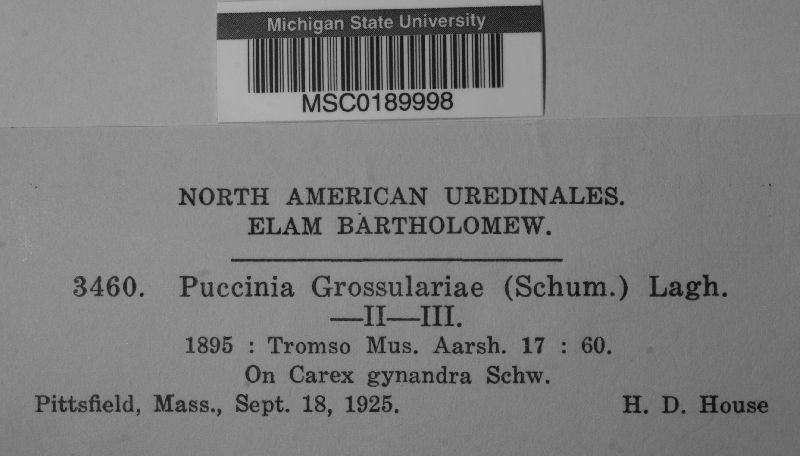 Michigan State University
MSC0189998
NORTH AMERICAN UREDINALES.
ELAM BARTHOLOMEW.
3460. Puccinia Grossulariae (Schum.) Lagh.
—II—III.
1895 : Tromso Mus. Aarsh. 17 : 60.
On Carex gynandra Schw.
Pittsfield, Mass., Sept. 18, 1925. H. D. House